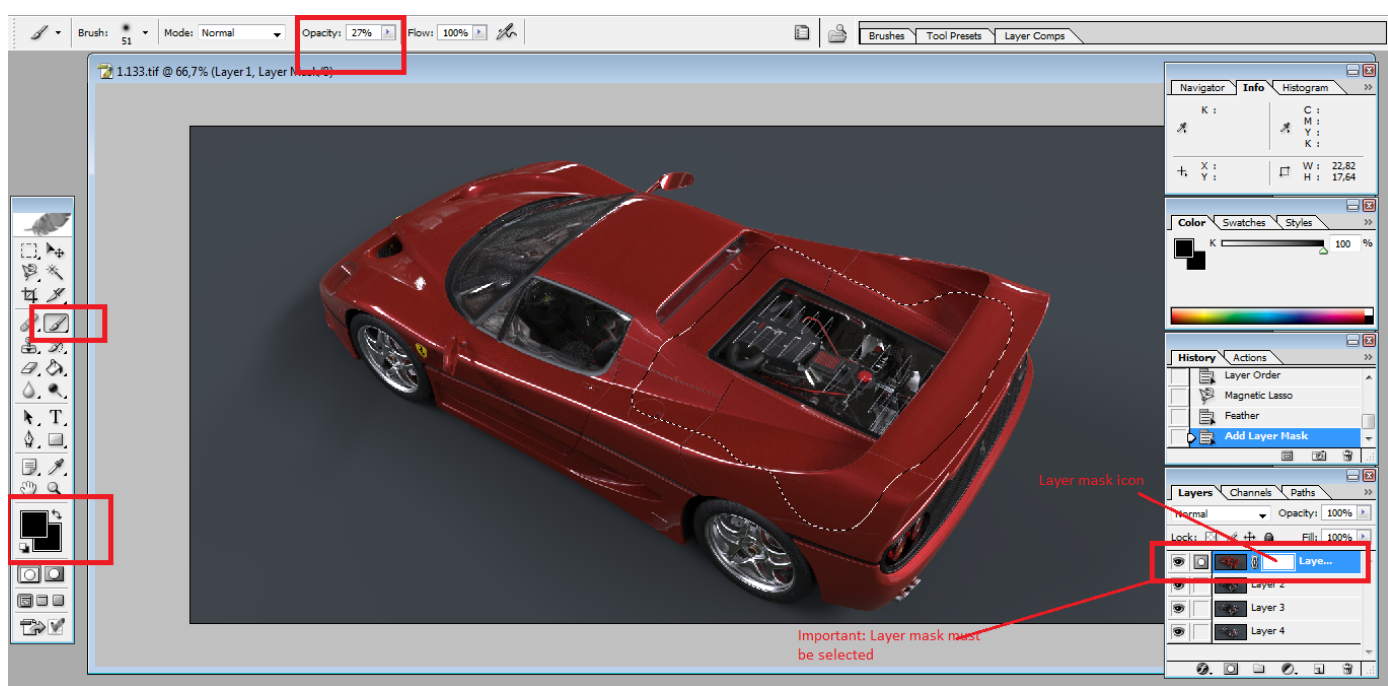 Brush: 51 Mode: Normal Opacity: 27% Flow: 100%
Brushes Tool Presets Layer Comps
1.133.tif @ 66,7% (Layer 1, Layer Mask/8)
Navigator Info Histogram
K : C :
M :
Y :
K :
X : W : 22,82
Y : H : 17,64
Color Swatches Styles
K 100 %
History Actions
Layer Order
Magnetic Lasso
Feather
Add Layer Mask
Layer mask icon
Layers Channels Paths
Normal Opacity: 100%
Lock: Fill: 100%
Laye...
Layer 2
Layer 3
Layer 4
Important: Layer mask must
be selected